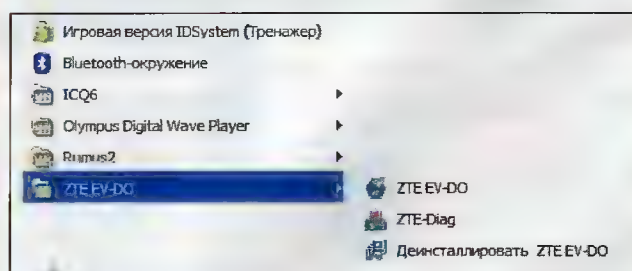 Игровая версия IDSystem (Тренажер)
Bluetooth-окружение
ICQ6
Olympus Digital Wave Player
Rumus2
ZTE EV-DO
ZTE EV-DO
ZTE-Diag
Деинсталлировать ZTE EV-DO